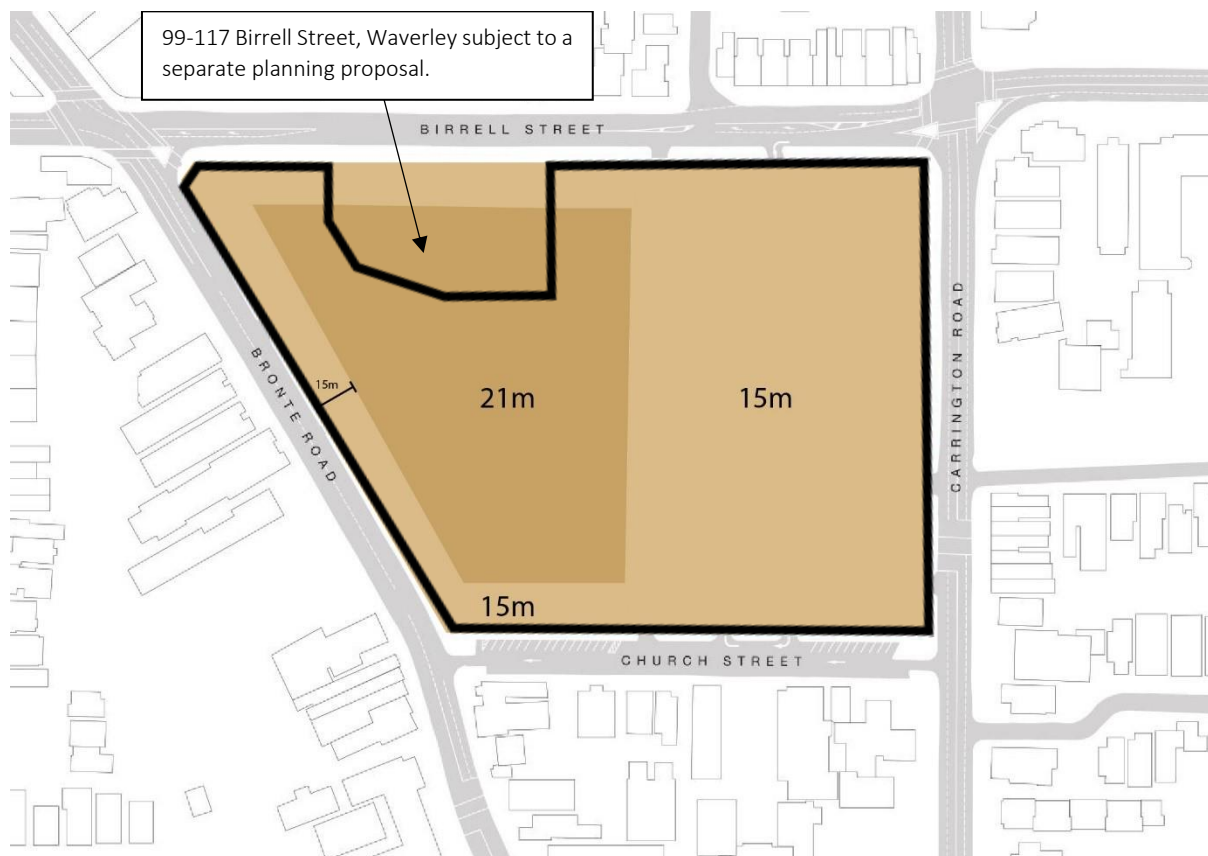 99-117 Birrell Street, Waverley subject to a
separate planning proposal.
BIRRELL STREET
15m
21m
15m
BRONTE ROAD
CARRINGTON ROAD
15m
CHURCH STREET